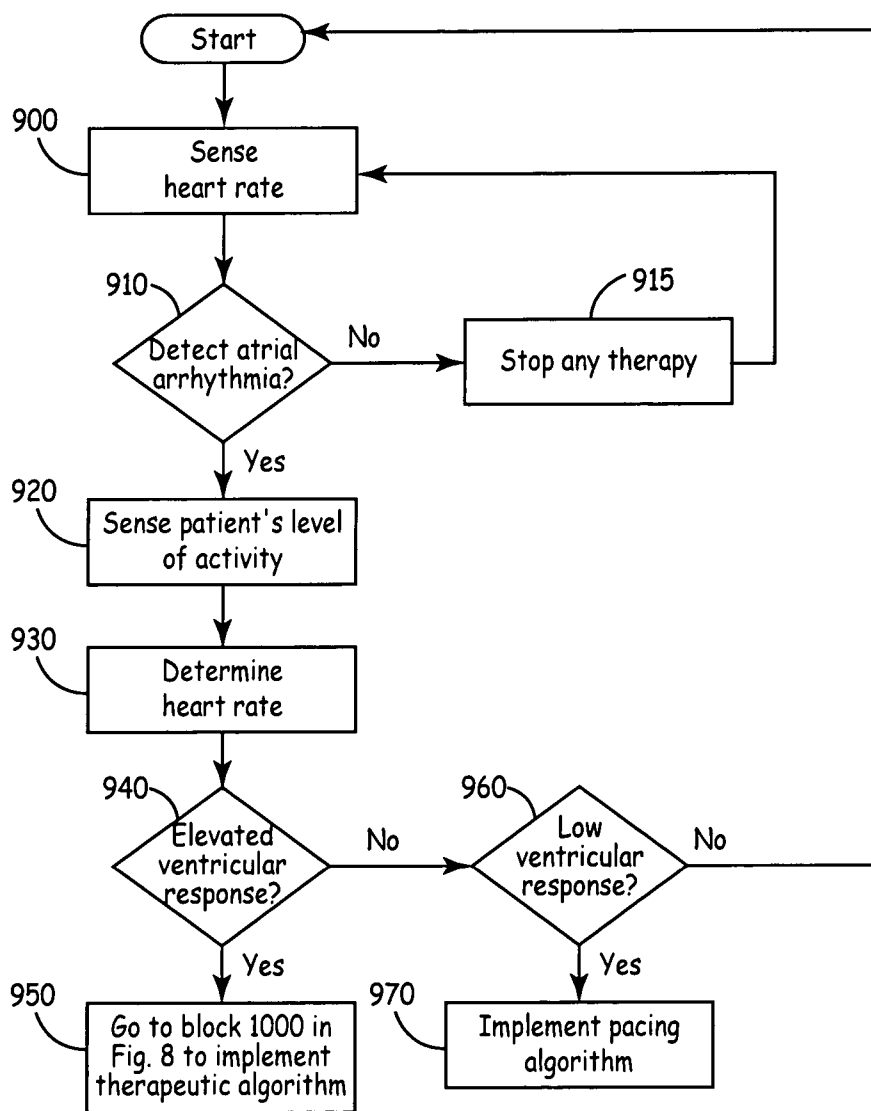 Start
900
Sense
heart rate
910
Detect atrial
arrhythmia?
No
915
Stop any therapy
Yes
920
Sense patient's level
of activity
930
Determine
heart rate
940
Elevated
ventricular
response?
No
960
Low
ventricular
response?
No
Yes
950
Go to block 1000 in
Fig. 8 to implement
therapeutic algorithm
Yes
970
Implement pacing
algorithm